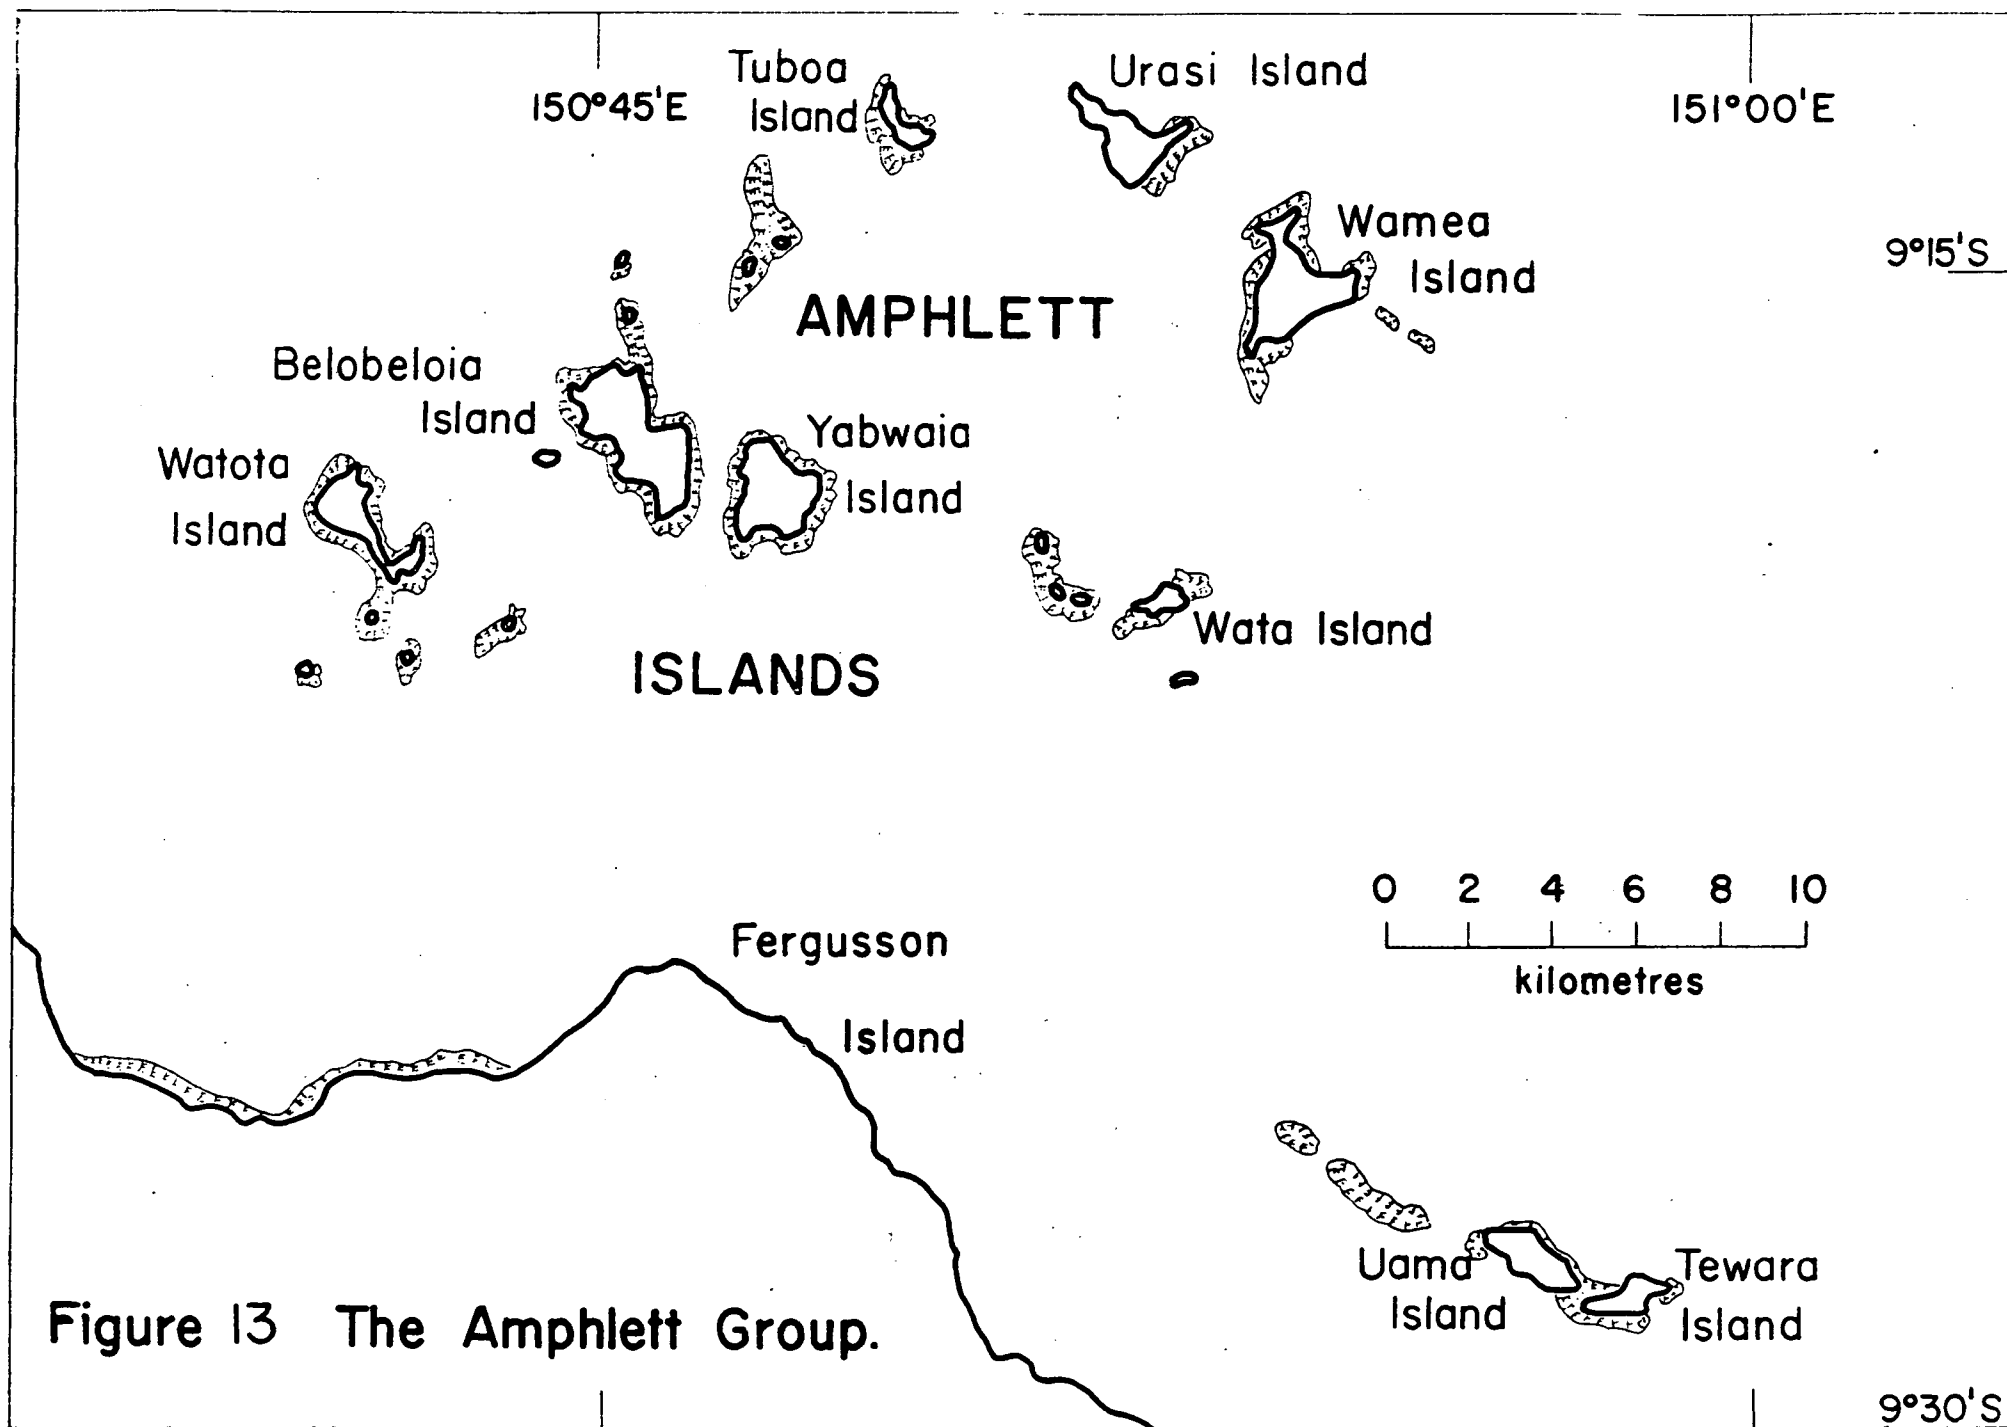 Tuboa
Island
Urasi Island
150°45'E
151°00'E
Wamea
Island
9°15'S
AMPHLETT
Belobeloia
Island
Yabwaia
Island
Watota
Island
Wata Island
ISLANDS
0 2 4 6 8 10
kilometres
Fergusson
Island
Uama
Island
Tewara
Island
Figure 13 The Amphlett Group.
9°30'S